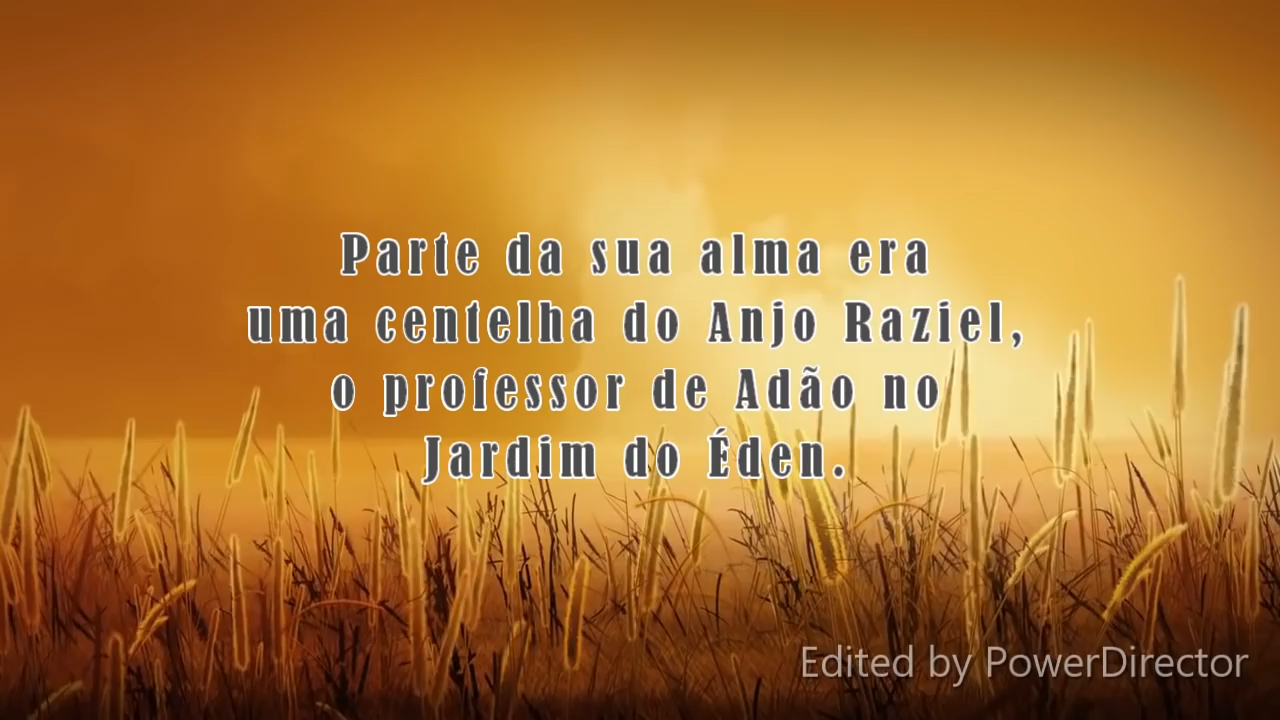 Parte da sua alma era
uma centelha do Anjo Raziel,
o professor de Adão no
Jardim do Éden.
Edited by PowerDirector